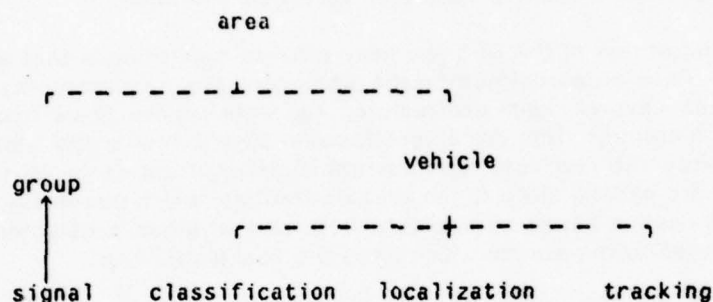 area
vehicle
group
signal classification localization tracking